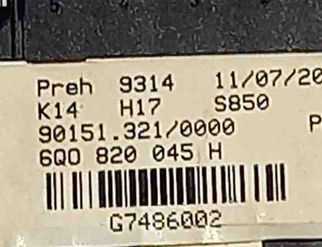 Preh 9314 11/07/20
K14 H17 S850
90151.321/0000 P
6Q0 820 045 H
G7486002